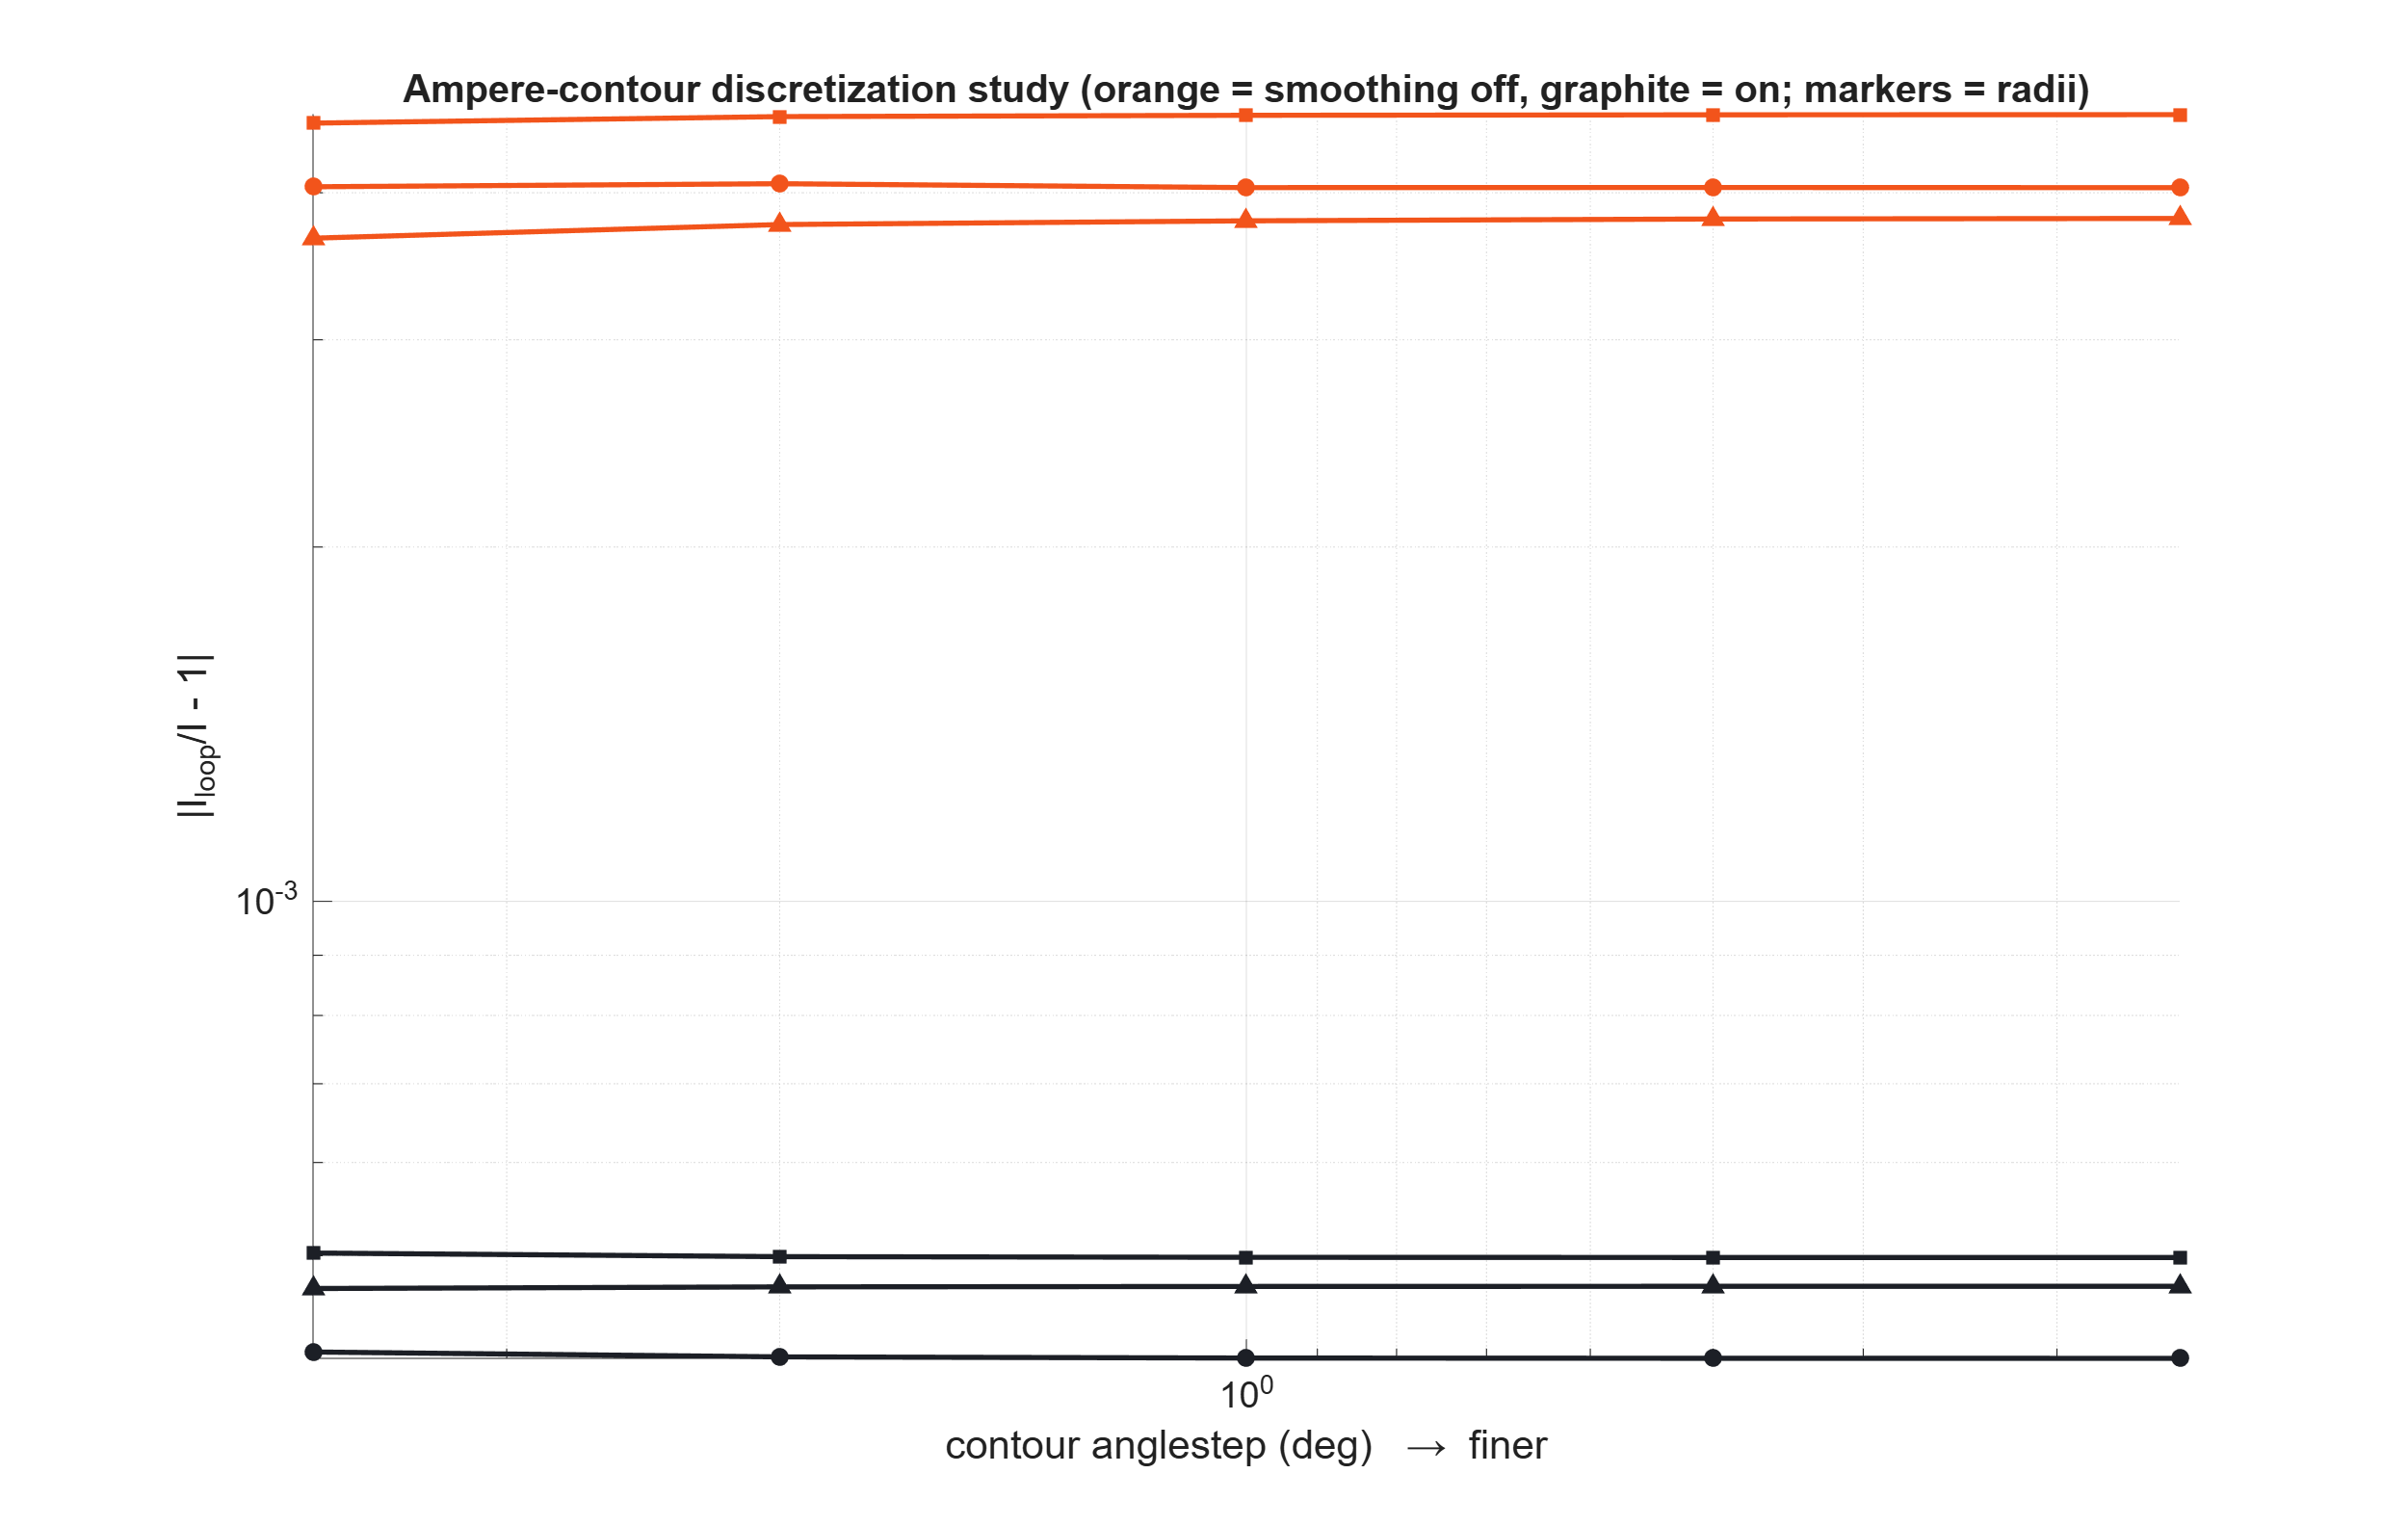 Ampere-contour discretization study (orange = smoothing off, graphite = on; markers = radii)
||I_loop/I - 1|
10^-3
10^0
contour anglestep (deg) → finer